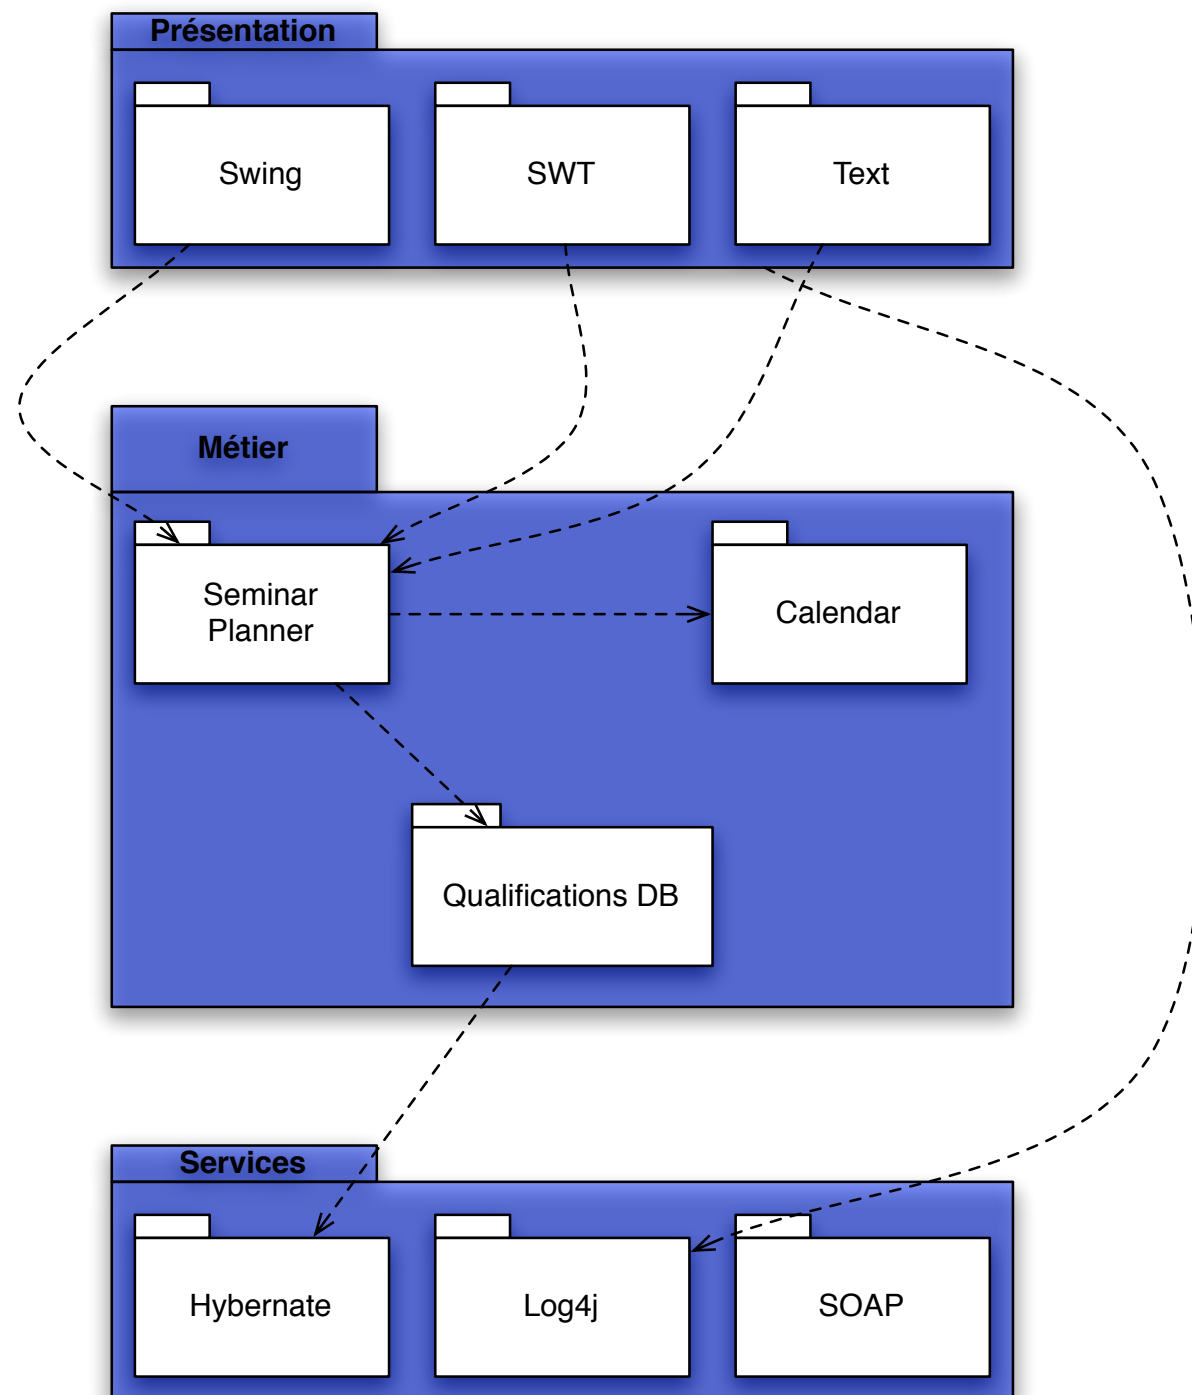 Présentation
Swing
SWT
Text
Métier
Seminar
Planner
Calendar
Qualifications DB
Services
Hybernate
Log4j
SOAP